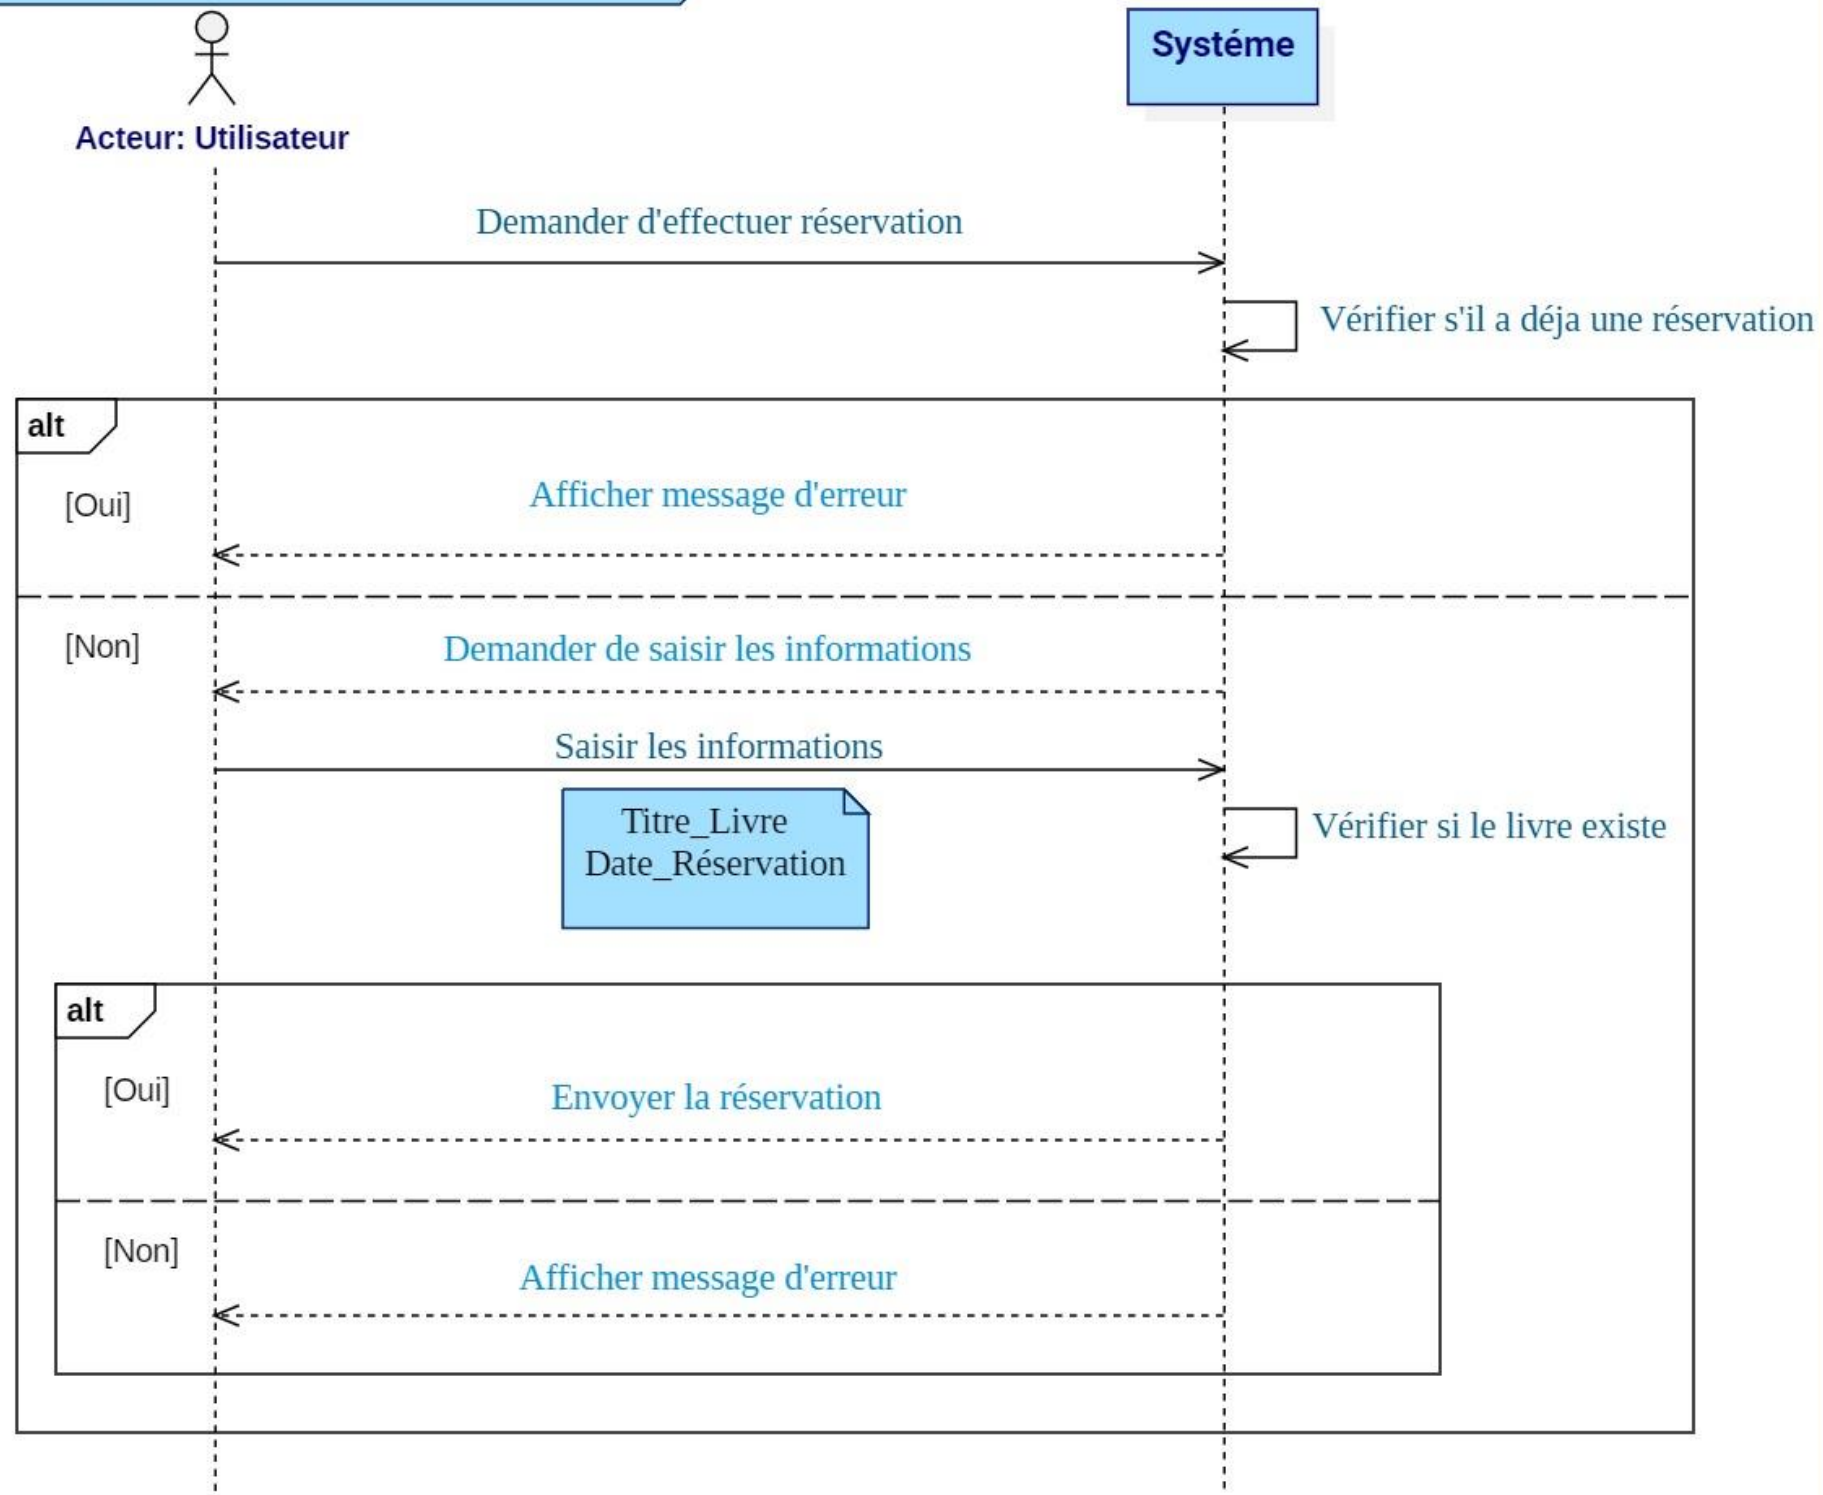 Systéme
Acteur: Utilisateur
Demander d'effectuer réservation
Vérifier s'il a déja une réservation
alt
[Oui]
Afficher message d'erreur
[Non]
Demander de saisir les informations
Saisir les informations
Titre_Livre
Date_Réservation
Vérifier si le livre existe
alt
[Oui]
Envoyer la réservation
[Non]
Afficher message d'erreur